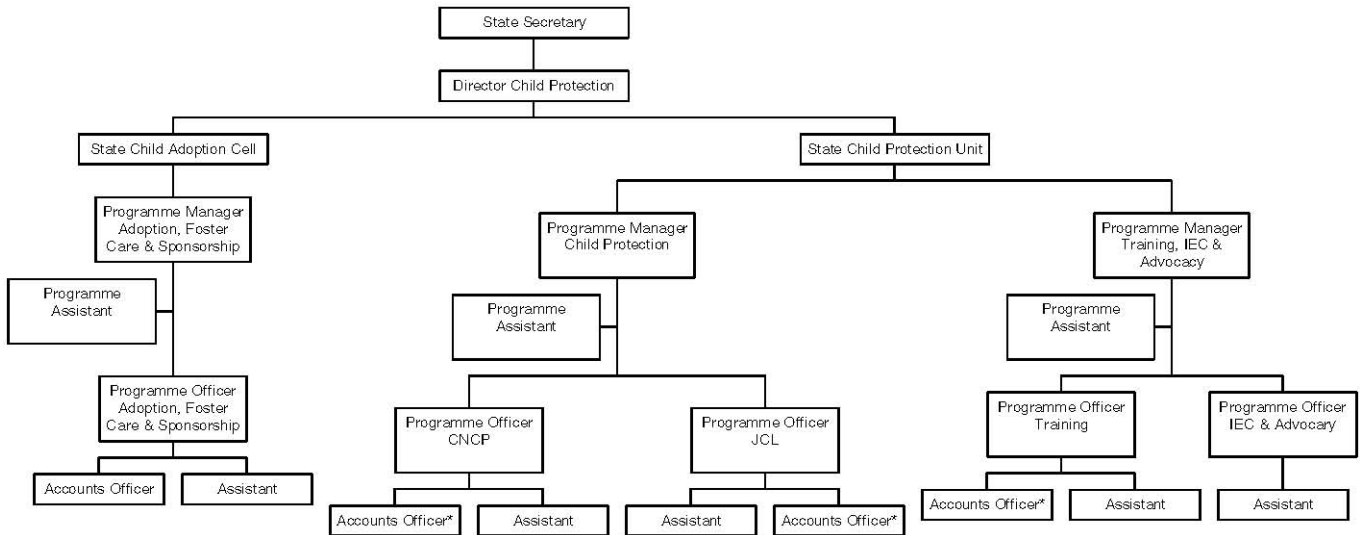 State Secretary
Director Child Protection
State Child Adoption Cell
State Child Protection Unit
Programme Manager
Adoption, Foster
Care & Sponsorship
Programme Manager
Child Protection
Programme Manager
Training, IEC &
Advocacy
Programme
Assistant
Programme
Assistant
Programme
Assistant
Programme Officer
Adoption, Foster
Care & Sponsorship
Programme Officer
CNCP
Programme Officer
JCL
Programme Officer
Training
Programme Officer
IEC & Advocary
Accounts Officer
Assistant
Accounts Officer*
Assistant
Assistant
Accounts Officer*
Accounts Officer*
Assistant
Assistant